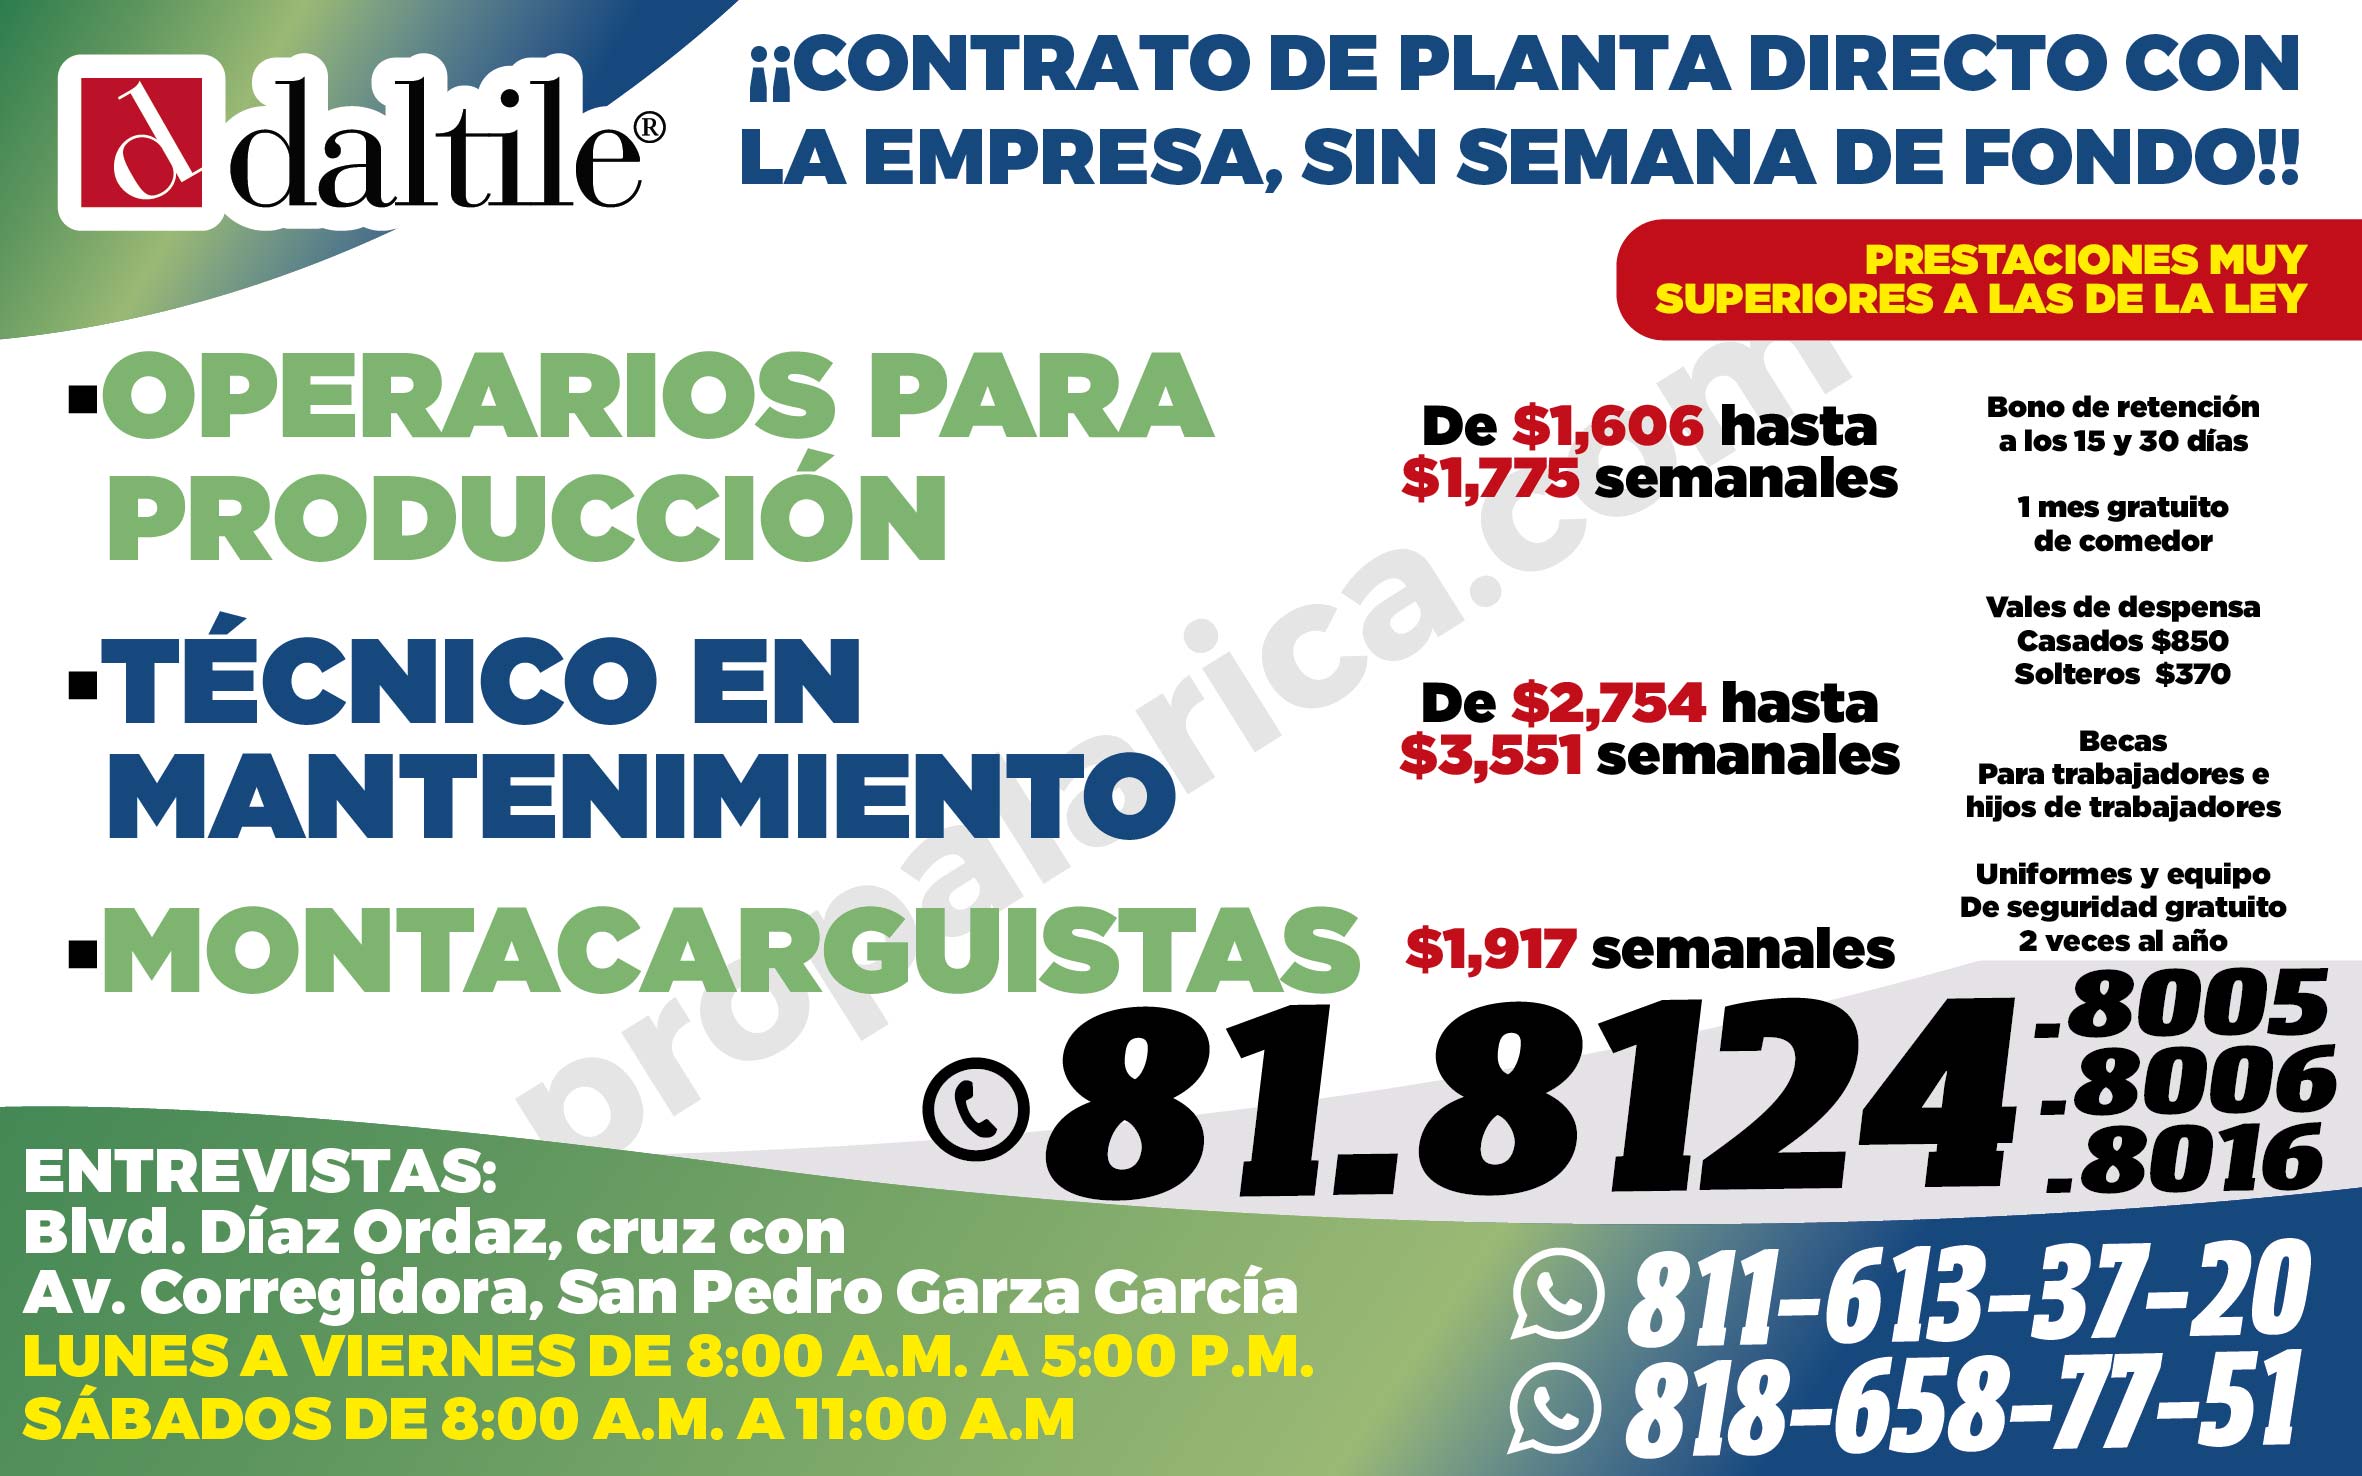 daltile®
¡¡CONTRATO DE PLANTA DIRECTO CON
LA EMPRESA, SIN SEMANA DE FONDO!!
PRESTACIONES MUY
SUPERIORES A LAS DE LA LEY
▪OPERARIOS PARA
PRODUCCIÓN
De $1,606 hasta
$1,775 semanales
▪TÉCNICO EN
MANTENIMIENTO
De $2,754 hasta
$3,551 semanales
▪MONTACARGUISTAS
$1,917 semanales
Bono de retención
a los 15 y 30 días
1 mes gratuito
de comedor
Vales de despensa
Casados $850
Solteros $370
Becas
Para trabajadores e
hijos de trabajadores
Uniformes y equipo
De seguridad gratuito
2 veces al año
propalarica.com
81.8124
-8005
-8006
-8016
ENTREVISTAS:
Blvd. Díaz Ordaz, cruz con
Av. Corregidora, San Pedro Garza García
LUNES A VIERNES DE 8:00 A.M. A 5:00 P.M.
SÁBADOS DE 8:00 A.M. A 11:00 A.M
811-613-37-20
818-658-77-51